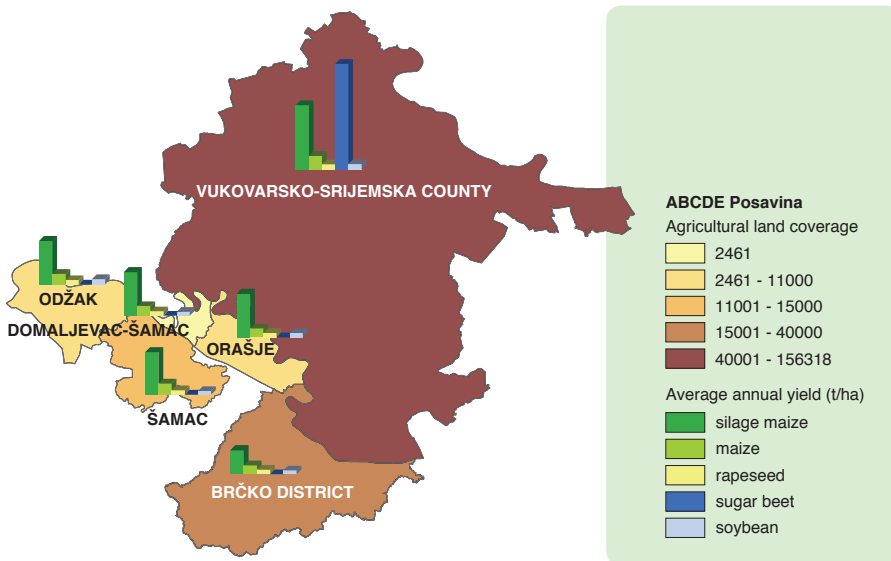 VUKOVARSKO-SRIJEMSKA COUNTY
ODŽAK
DOMALJEVAC-ŠAMAC
ORAŠJE
ŠAMAC
BRČKO DISTRICT
ABCDE Posavina
Agricultural land coverage
2461
2461 - 11000
11001 - 15000
15001 - 40000
40001 - 156318
Average annual yield (t/ha)
silage maize
maize
rapeseed
sugar beet
soybean